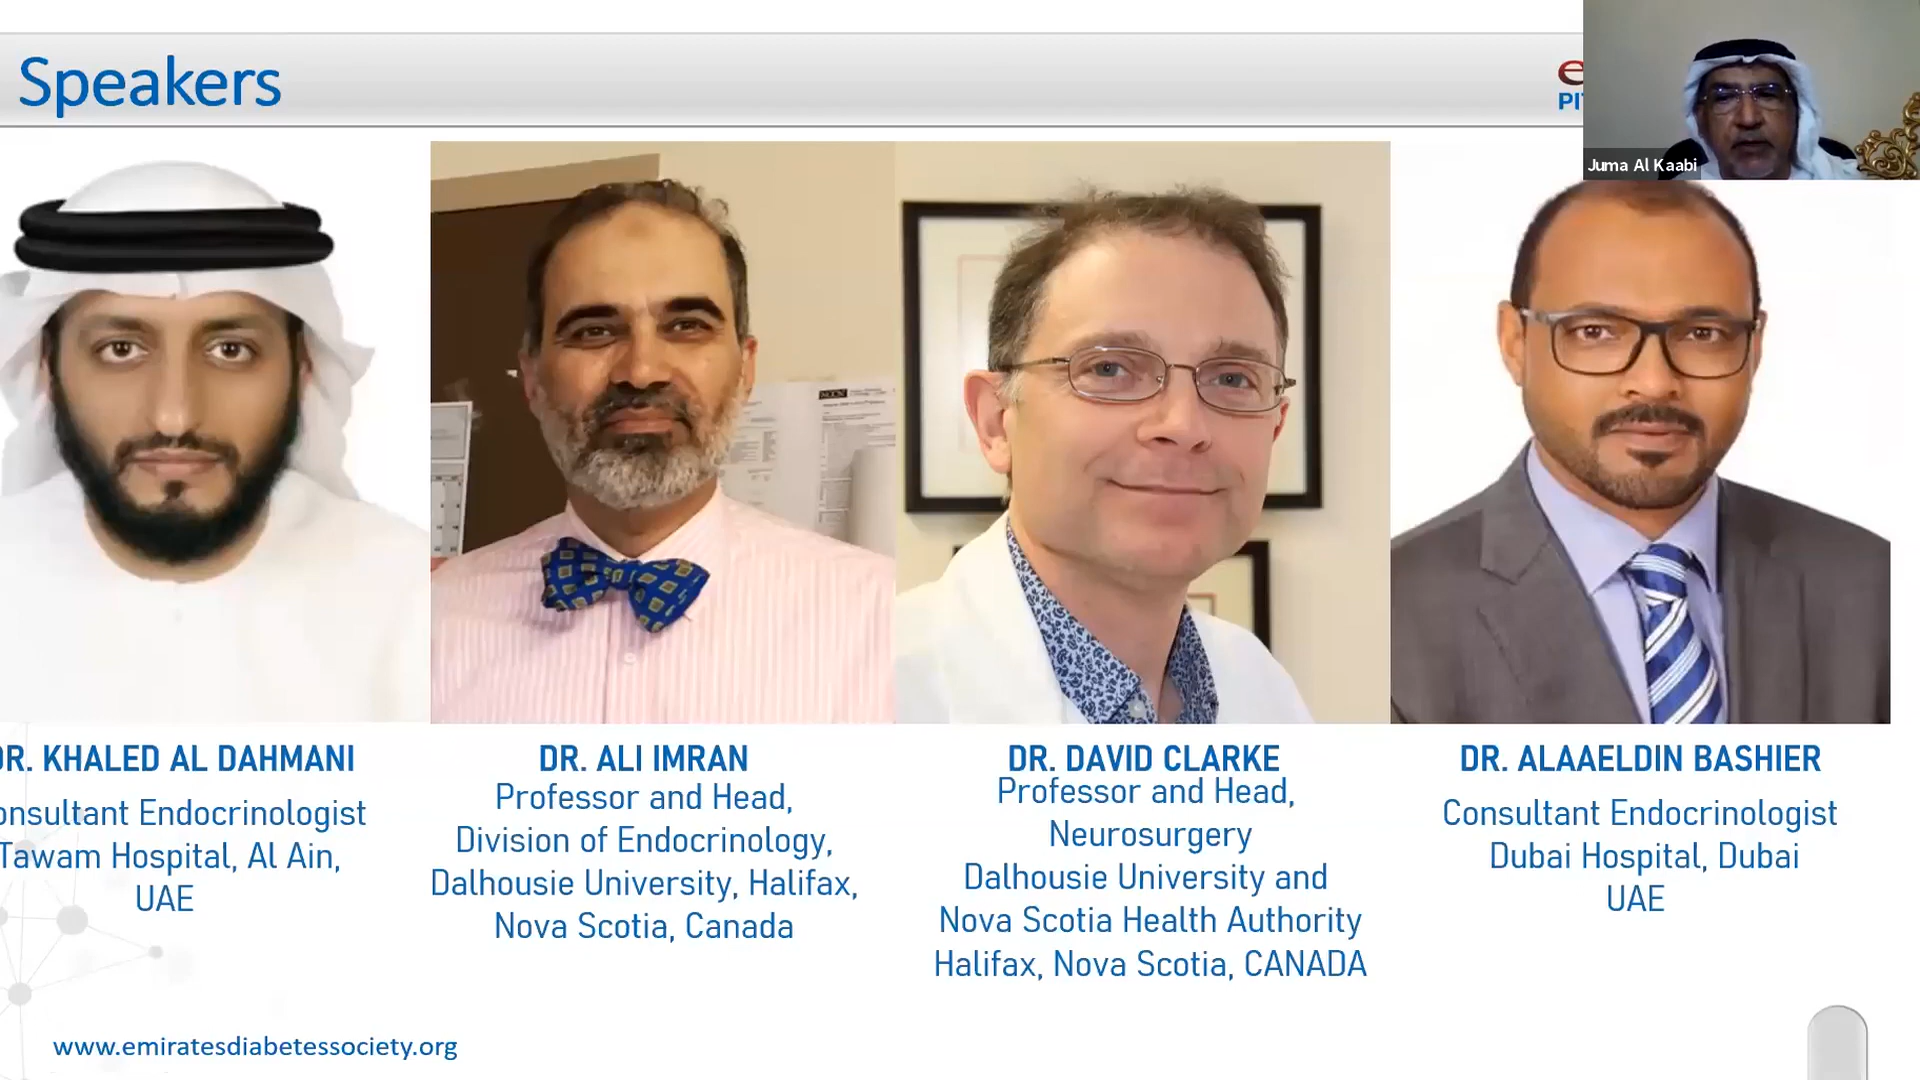 Speakers
PI
Juma Al Kaabi
DR. KHALED AL DAHMANI
onsultant Endocrinologist
Tawam Hospital, Al Ain,
UAE
DR. ALI IMRAN
Professor and Head,
Division of Endocrinology,
Dalhousie University, Halifax,
Nova Scotia, Canada
DR. DAVID CLARKE
Professor and Head,
Neurosurgery
Dalhousie University and
Nova Scotia Health Authority
Halifax, Nova Scotia, CANADA
DR. ALAAELDIN BASHIER
Consultant Endocrinologist
Dubai Hospital, Dubai
UAE
www.emiratesdiabetessociety.org